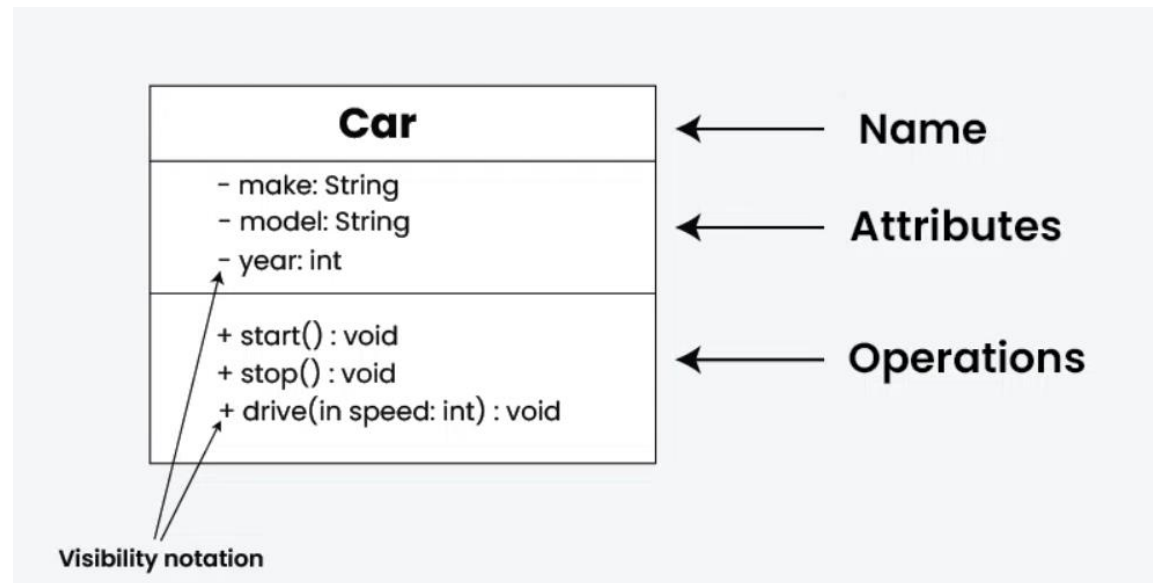 Car
Name
- make: String
- model: String
Attributes
- year: int
+ start() : void
+ stop() : void
Operations
+ drive(in speed: int) : void
Visibility notation